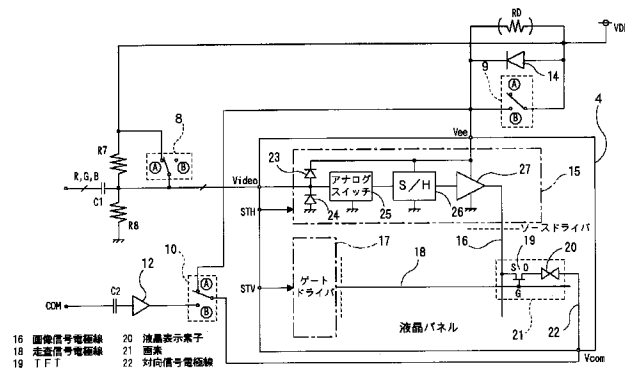 RD
VDD
9
A
B
14
4
8
A
B
R7
Vee
23
27
R,G,B
C1
Video
アナログ
スイッチ
S/H
15
STH
24
25
26
R8
ソースドライバ
17
16
19
20
12
10
A
18
S
D
COM
C2
B
STV
ゲート
ドライバ
G
液晶パネル
21
22
Vcom
16 画像信号電極線
18 走査信号電極線
19 TFT
20 液晶表示素子
21 画素
22 対向信号電極線